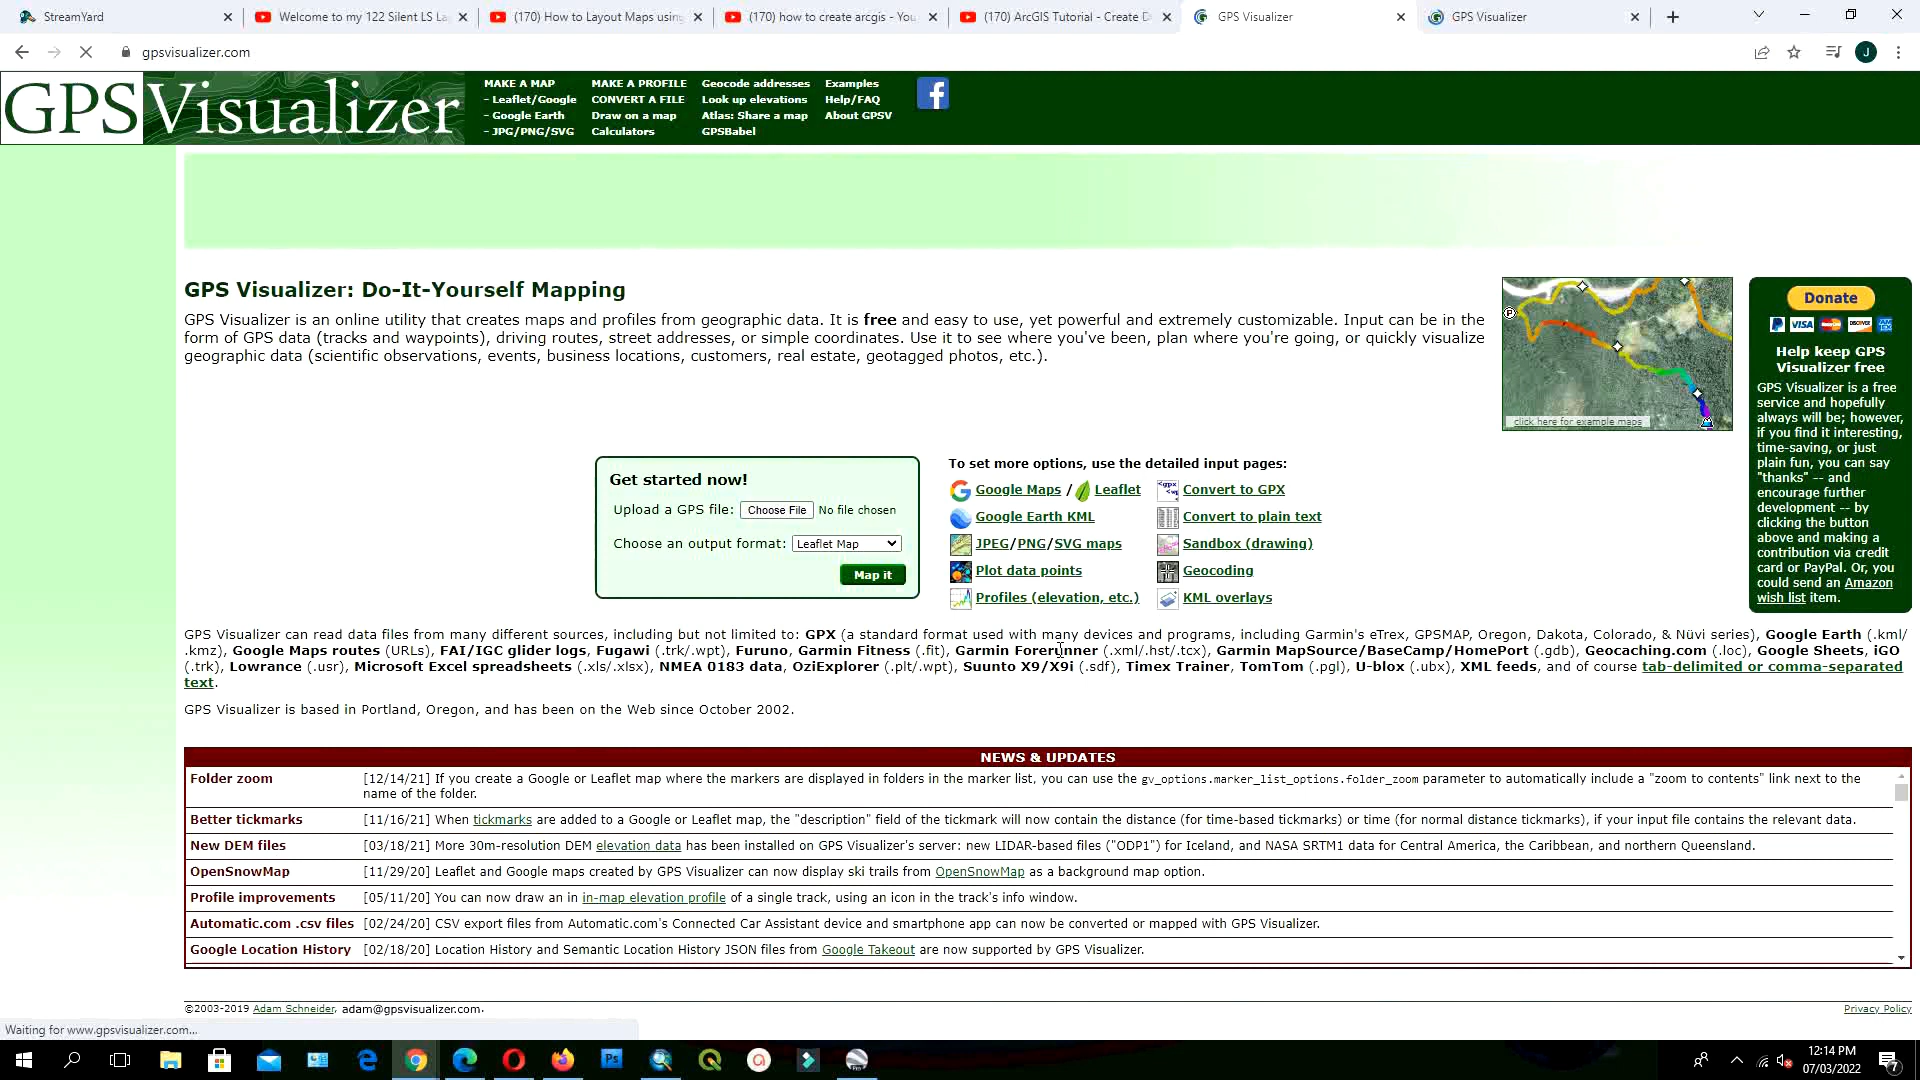 StreamYard
Welcome to my '122 Silent LS La
(170) How to Layout Maps using
(170) how to create arcgis - You
(170) ArcGIS Tutorial - Create D
GPS Visualizer
GPS Visualizer
gpsvisualizer.com
J
GPS Visualizer
MAKE A MAP
- Leaflet/Google
- Google Earth
- JPG/PNG/SVG
MAKE A PROFILE
CONVERT A FILE
Draw on a map
Calculators
Geocode addresses
Look up elevations
Atlas: Share a map
GPSBabel
Examples
Help/FAQ
About GPSV
GPS Visualizer: Do-It-Yourself Mapping
GPS Visualizer is an online utility that creates maps and profiles from geographic data. It is free and easy to use, yet powerful and extremely customizable. Input can be in the
form of GPS data (tracks and waypoints), driving routes, street addresses, or simple coordinates. Use it to see where you've been, plan where you're going, or quickly visualize
geographic data (scientific observations, events, business locations, customers, real estate, geotagged photos, etc.).
P
click here for example maps
Donate
VISA
Help keep GPS
Visualizer free
GPS Visualizer is a free
service and hopefully
always will be; however,
if you find it interesting,
time-saving, or just
plain fun, you can say
"thanks" -- and
encourage further
development -- by
clicking the button
above and making a
contribution via credit
card or PayPal. Or, you
could send an Amazon
wish list item.
Get started now!
Upload a GPS file: Choose File No file chosen
Choose an output format: Leaflet Map
Map it
To set more options, use the detailed input pages:
Google Maps / Leaflet
Google Earth KML
JPEG/PNG/SVG maps
Plot data points
Profiles (elevation, etc.)
Convert to GPX
Convert to plain text
Sandbox (drawing)
Geocoding
KML overlays
GPS Visualizer can read data files from many different sources, including but not limited to: GPX (a standard format used with many devices and programs, including Garmin's eTrex, GPSMAP, Oregon, Dakota, Colorado, & Nüvi series), Google Earth (.kml/
.kmz), Google Maps routes (URLs), FAI/IGC glider logs, Fugawi (.trk/.wpt), Furuno, Garmin Fitness (.fit), Garmin Forerunner (.xml/.hst/.tcx), Garmin MapSource/BaseCamp/HomePort (.gdb), Geocaching.com (.loc), Google Sheets, iGO
(.trk), Lowrance (.usr), Microsoft Excel spreadsheets (.xls/.xlsx), NMEA 0183 data, OziExplorer (.plt/.wpt), Suunto X9/X9i (.sdf), Timex Trainer, TomTom (.pgl), U-blox (.ubx), XML feeds, and of course tab-delimited or comma-separated
text.
GPS Visualizer is based in Portland, Oregon, and has been on the Web since October 2002.
NEWS & UPDATES
Folder zoom [12/14/21] If you create a Google or Leaflet map where the markers are displayed in folders in the marker list, you can use the gv_options.marker_list_options.folder_zoom parameter to automatically include a "zoom to contents" link next to the
name of the folder.
Better tickmarks [11/16/21] When tickmarks are added to a Google or Leaflet map, the "description" field of the tickmark will now contain the distance (for time-based tickmarks) or time (for normal distance tickmarks), if your input file contains the relevant data.
New DEM files [03/18/21] More 30m-resolution DEM elevation data has been installed on GPS Visualizer's server: new LIDAR-based files ("ODP1") for Iceland, and NASA SRTM1 data for Central America, the Caribbean, and northern Queensland.
OpenSnowMap [11/29/20] Leaflet and Google maps created by GPS Visualizer can now display ski trails from OpenSnowMap as a background map option.
Profile improvements [05/11/20] You can now draw an in in-map elevation profile of a single track, using an icon in the track's info window.
Automatic.com .csv files [02/24/20] CSV export files from Automatic.com's Connected Car Assistant device and smartphone app can now be converted or mapped with GPS Visualizer.
Google Location History [02/18/20] Location History and Semantic Location History JSON files from Google Takeout are now supported by GPS Visualizer.
©2003-2019 Adam Schneider, adam@gpsvisualizer.com.
Privacy Policy
Waiting for www.gpsvisualizer.com...
Ps
12:14 PM
07/03/2022
7